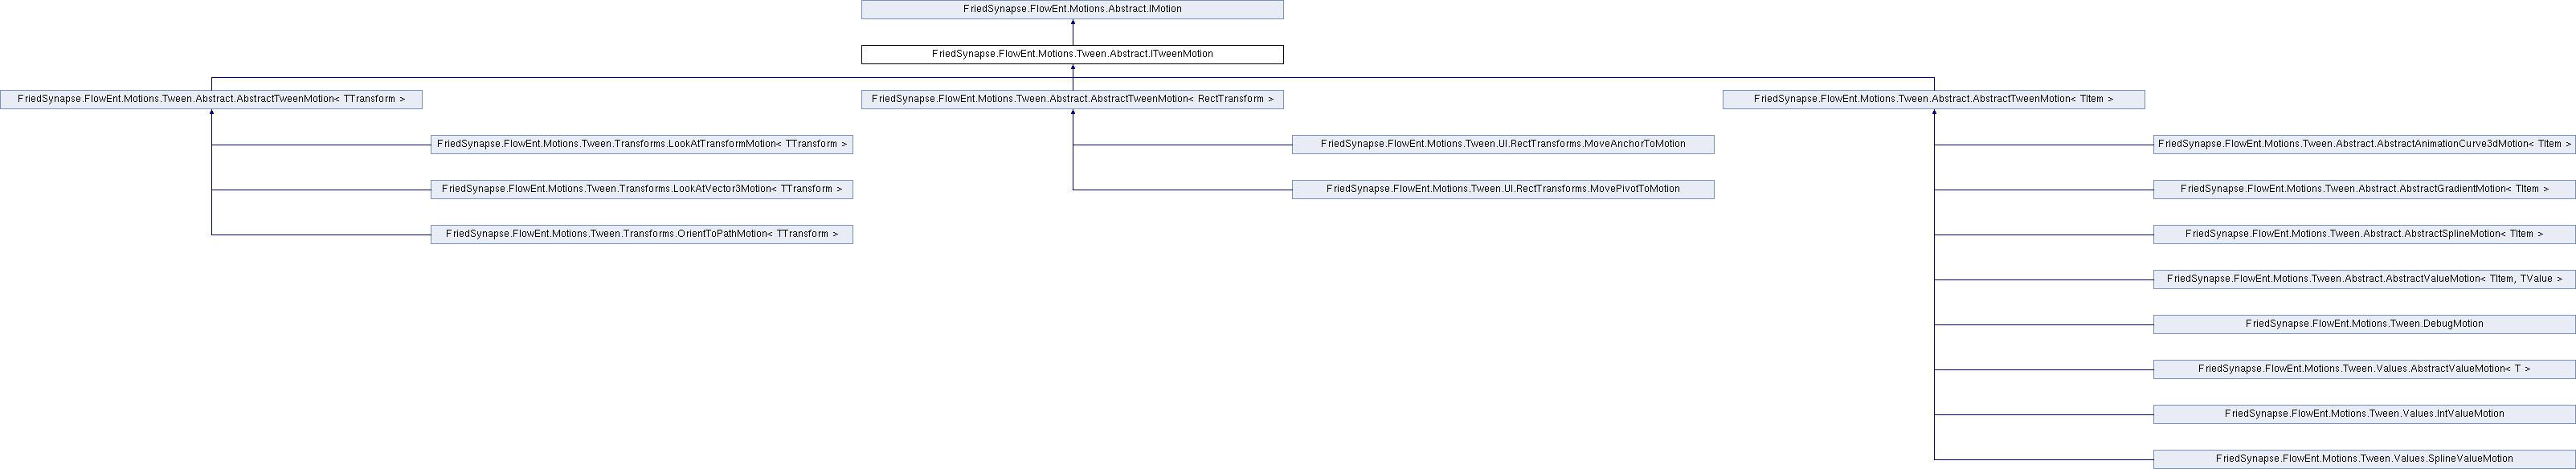 FriedSynapse.FlowEnt.Motions.Abstract.IMotion
FriedSynapse.FlowEnt.Motions.Tween.Abstract.ITweenMotion
FriedSynapse.FlowEnt.Motions.Tween.Abstract.AbstractTweenMotion< TTransform >
FriedSynapse.FlowEnt.Motions.Tween.Abstract.AbstractTweenMotion< RectTransform >
FriedSynapse.FlowEnt.Motions.Tween.Abstract.AbstractTweenMotion< TItem >
FriedSynapse.FlowEnt.Motions.Tween.Transforms.LookAtTransformMotion< TTransform >
FriedSynapse.FlowEnt.Motions.Tween.UI.RectTransforms.MoveAnchorToMotion
FriedSynapse.FlowEnt.Motions.Tween.Abstract.AbstractAnimationCurve3dMotion< TItem >
FriedSynapse.FlowEnt.Motions.Tween.Transforms.LookAtVector3Motion< TTransform >
FriedSynapse.FlowEnt.Motions.Tween.UI.RectTransforms.MovePivotToMotion
FriedSynapse.FlowEnt.Motions.Tween.Abstract.AbstractGradientMotion< TItem >
FriedSynapse.FlowEnt.Motions.Tween.Transforms.OrientToPathMotion< TTransform >
FriedSynapse.FlowEnt.Motions.Tween.Abstract.AbstractSplineMotion< TItem >
FriedSynapse.FlowEnt.Motions.Tween.Abstract.AbstractValueMotion< TItem, TValue >
FriedSynapse.FlowEnt.Motions.Tween.DebugMotion
FriedSynapse.FlowEnt.Motions.Tween.Values.AbstractValueMotion< T >
FriedSynapse.FlowEnt.Motions.Tween.Values.IntValueMotion
FriedSynapse.FlowEnt.Motions.Tween.Values.SplineValueMotion